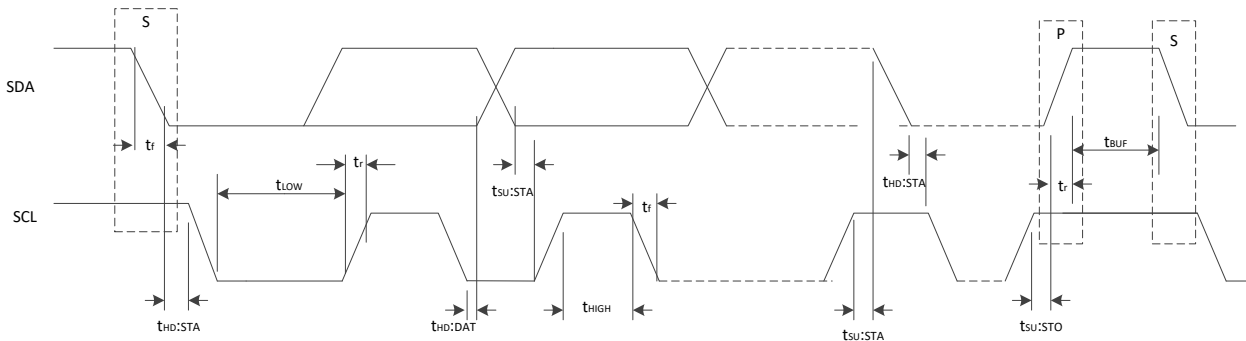 S
P
S
SDA
tf
tr
tLOW
tSU:STA
tHD:STA
tBUF
tr
SCL
tf
tHD:STA
tHD:DAT
tHIGH
tSU:STA
tSU:STO